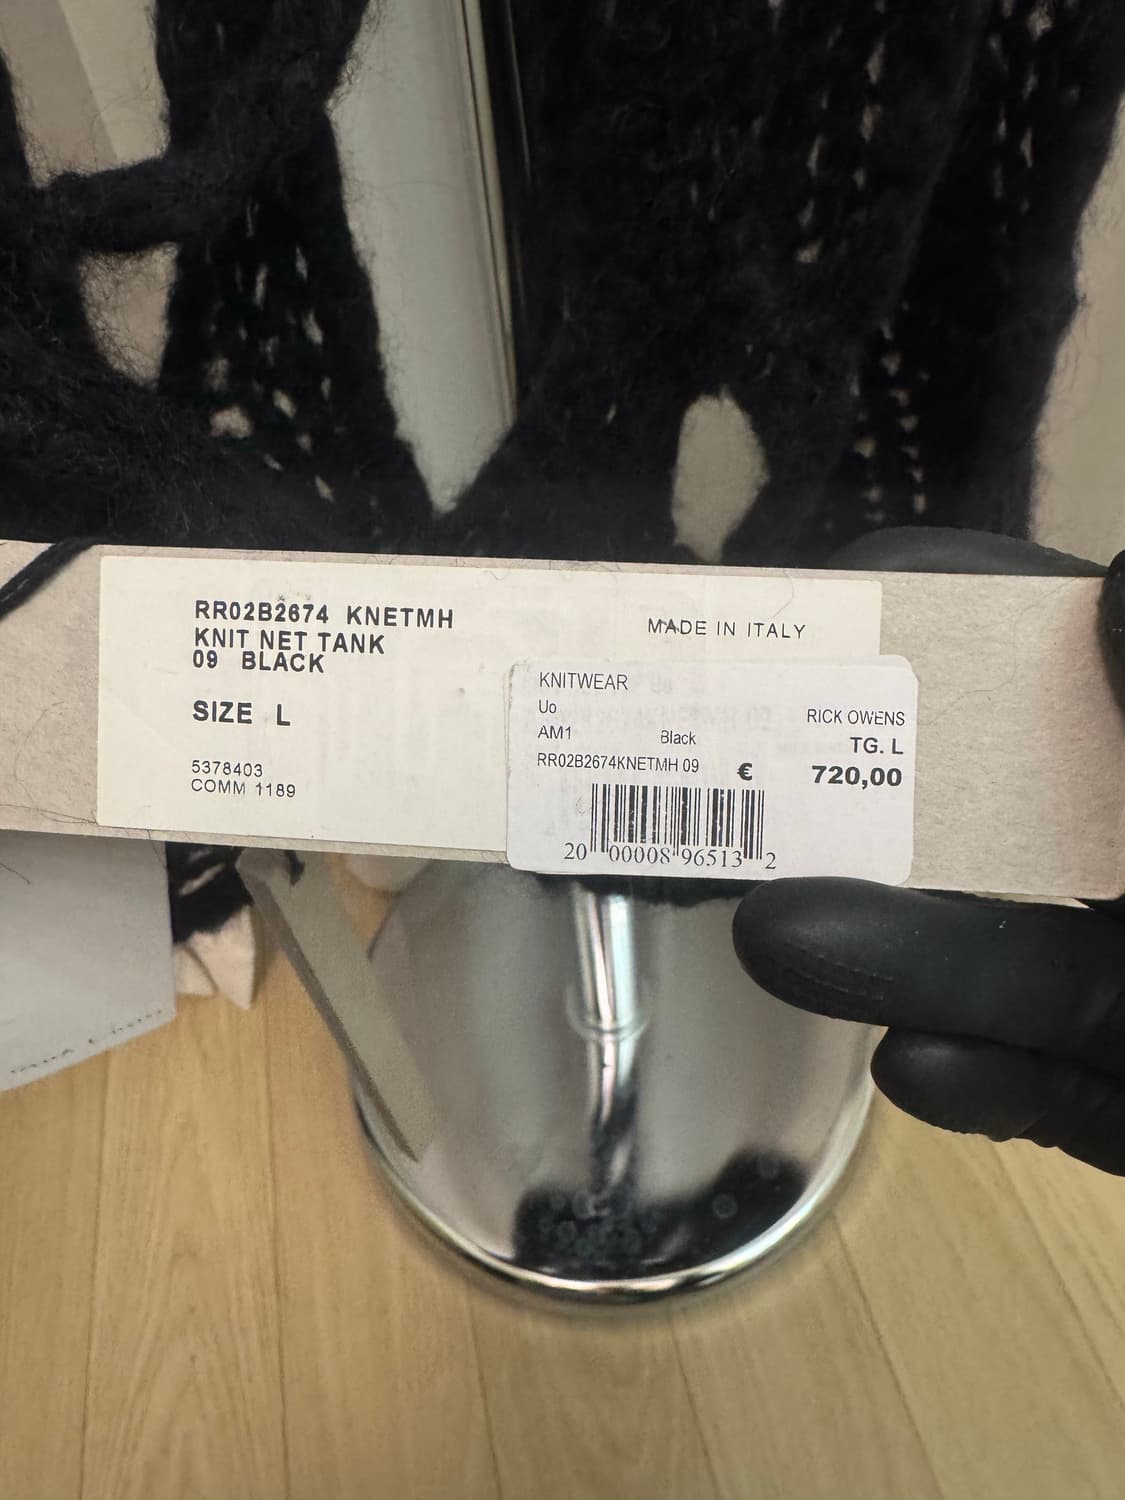 RR02B2674 KNETMH
KNIT NET TANK
09 BLACK
SIZE L
5378403
COMM 1189
MADE IN ITALY
KNITWEAR
Uo
AM1 Black
RR02B2674KNETMH 09
RICK OWENS
TG. L
€ 720,00
20 00008 96513 2